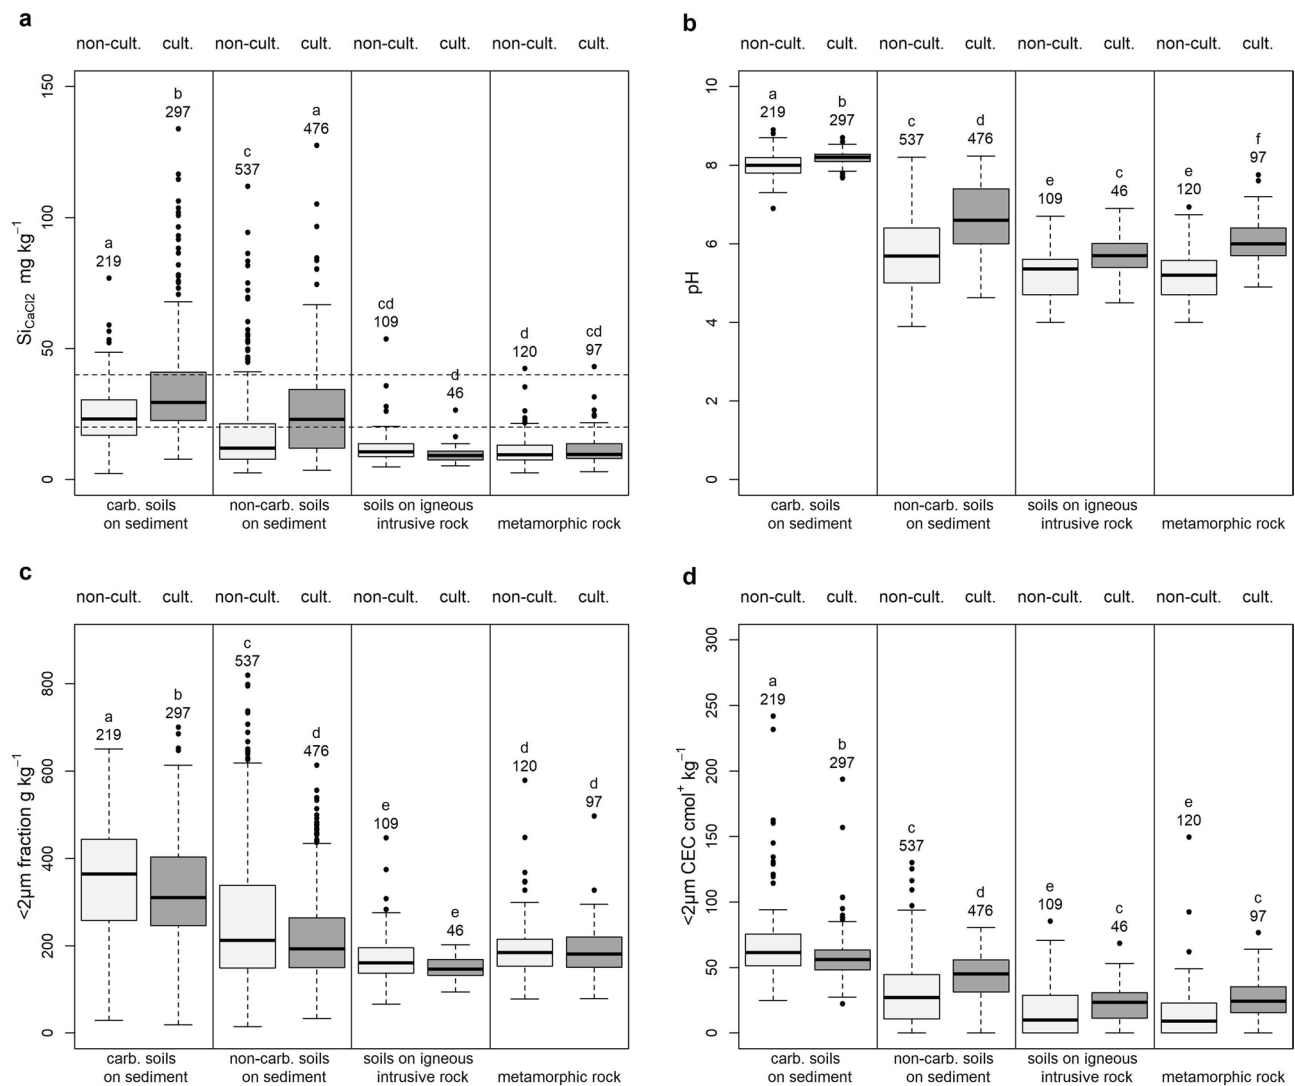 a
non-cult. cult. non-cult. cult. non-cult. cult. non-cult. cult.
SiCaCl2 mg kg−1
150
100
50
0
a
219
b
297
c
537
a
476
cd
109
d
46
d
120
cd
97
carb. soils
on sediment
non-carb. soils
on sediment
soils on igneous
intrusive rock
metamorphic rock
b
non-cult. cult. non-cult. cult. non-cult. cult. non-cult. cult.
pH
10
8
6
4
2
0
a
219
b
297
c
537
d
476
e
109
c
46
e
120
f
97
carb. soils
on sediment
non-carb. soils
on sediment
soils on igneous
intrusive rock
metamorphic rock
c
non-cult. cult. non-cult. cult. non-cult. cult. non-cult. cult.
<2μm fraction g kg−1
800
600
400
200
0
a
219
b
297
c
537
d
476
e
109
e
46
d
120
d
97
carb. soils
on sediment
non-carb. soils
on sediment
soils on igneous
intrusive rock
metamorphic rock
d
non-cult. cult. non-cult. cult. non-cult. cult. non-cult. cult.
<2μm CEC cmol+ kg−1
300
250
200
150
100
50
0
a
219
b
297
c
537
d
476
e
109
c
46
e
120
c
97
carb. soils
on sediment
non-carb. soils
on sediment
soils on igneous
intrusive rock
metamorphic rock